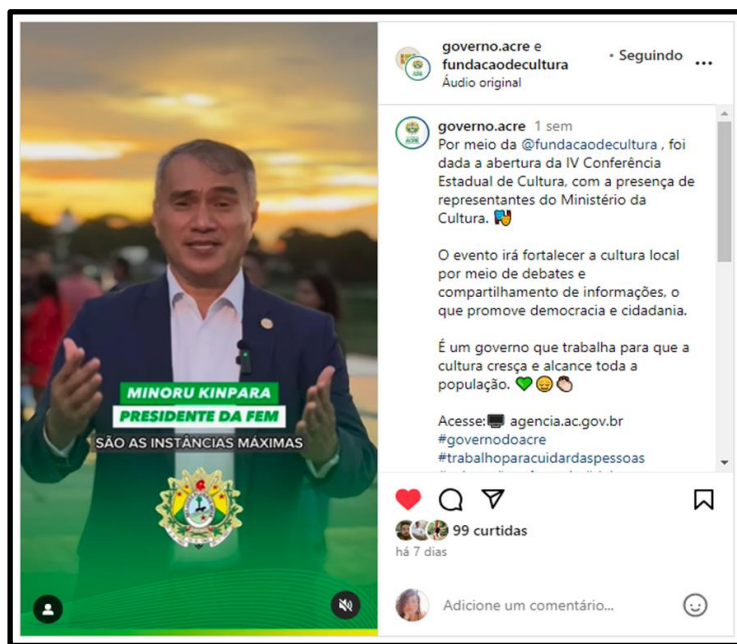 MINORU KINPARA
PRESIDENTE DA FEM
SÃO AS INSTÂNCIAS MÁXIMAS
governo.acre e
fundacaodecultura
• Seguindo
Áudio original
governo.acre 1 sem
Por meio da @fundacaodecultura , foi
dada a abertura da IV Conferência
Estadual de Cultura, com a presença de
representantes do Ministério da
Cultura.
O evento irá fortalecer a cultura local
por meio de debates e
compartilhamento de informações, o
que promove democracia e cidadania.
É um governo que trabalha para que a
cultura cresça e alcance toda a
população.
Acesse: agencia.ac.gov.br
#governodoacre
#trabalhoparacuidardaspessoas
99 curtidas
há 7 dias
Adicione um comentário...